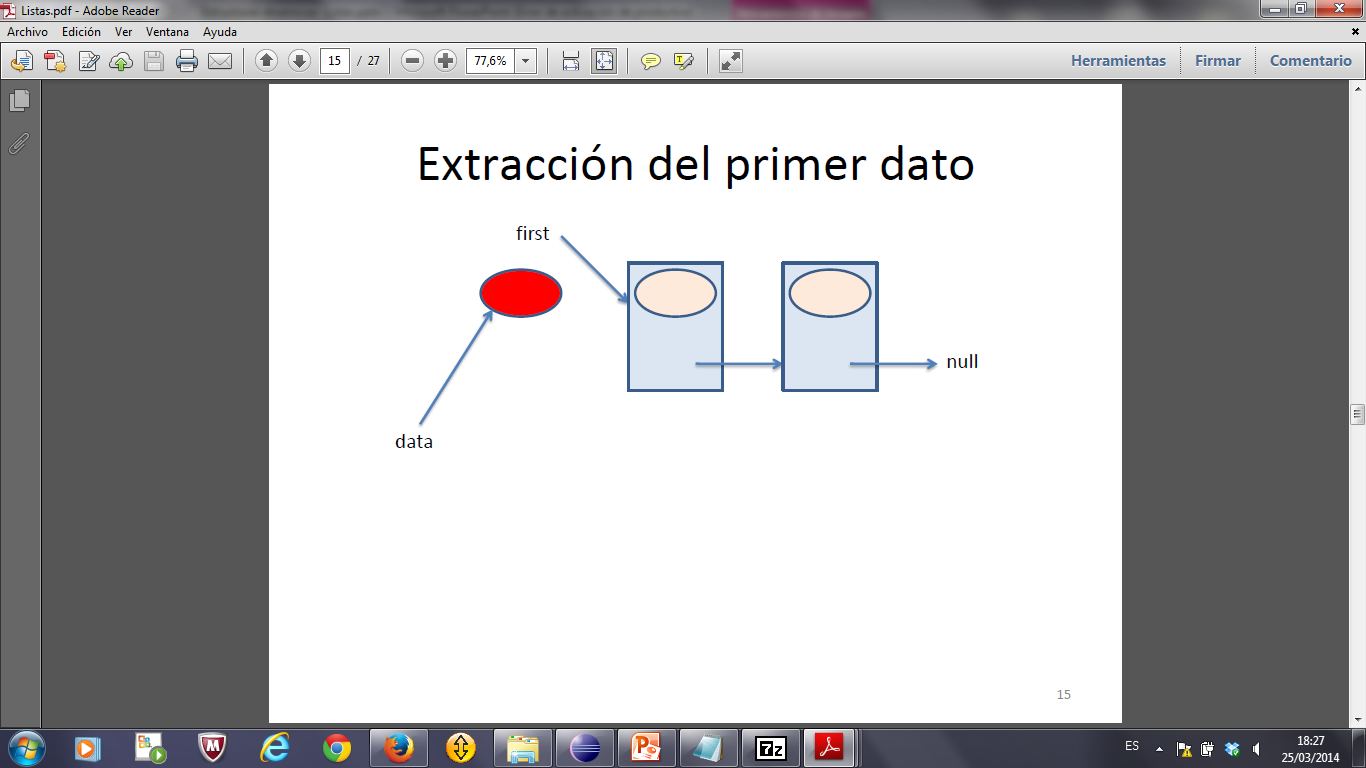 Listas.pdf - Adobe Reader
Archivo Edición Ver Ventana Ayuda
15 / 27 77,6% Herramientas Firmar Comentario
Extracción del primer dato
first
null
data
15
ES 18:27
25/03/2014